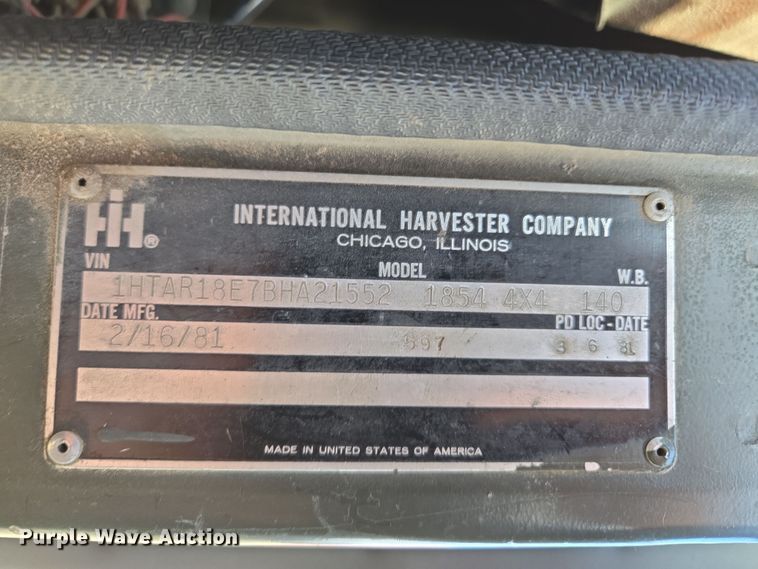 IH®
INTERNATIONAL HARVESTER COMPANY
CHICAGO, ILLINOIS
VIN MODEL W.B.
1HTAR18E7BHA21552 1854 4X4 140
DATE MFG. PD LOC - DATE
2/16/81 597 3 6 81
MADE IN UNITED STATES OF AMERICA
Purple Wave Auction